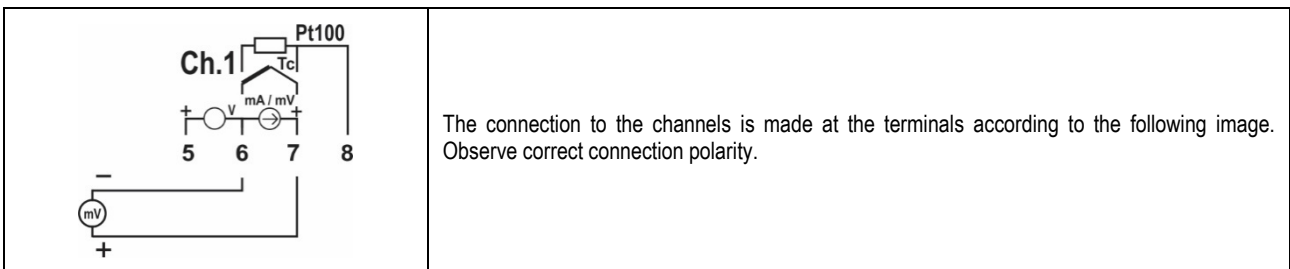 Pt100
Ch.1
Tc
mA / mV
+ V +
5 6 7 8
−
mV
+
The connection to the channels is made at the terminals according to the following image.
Observe correct connection polarity.